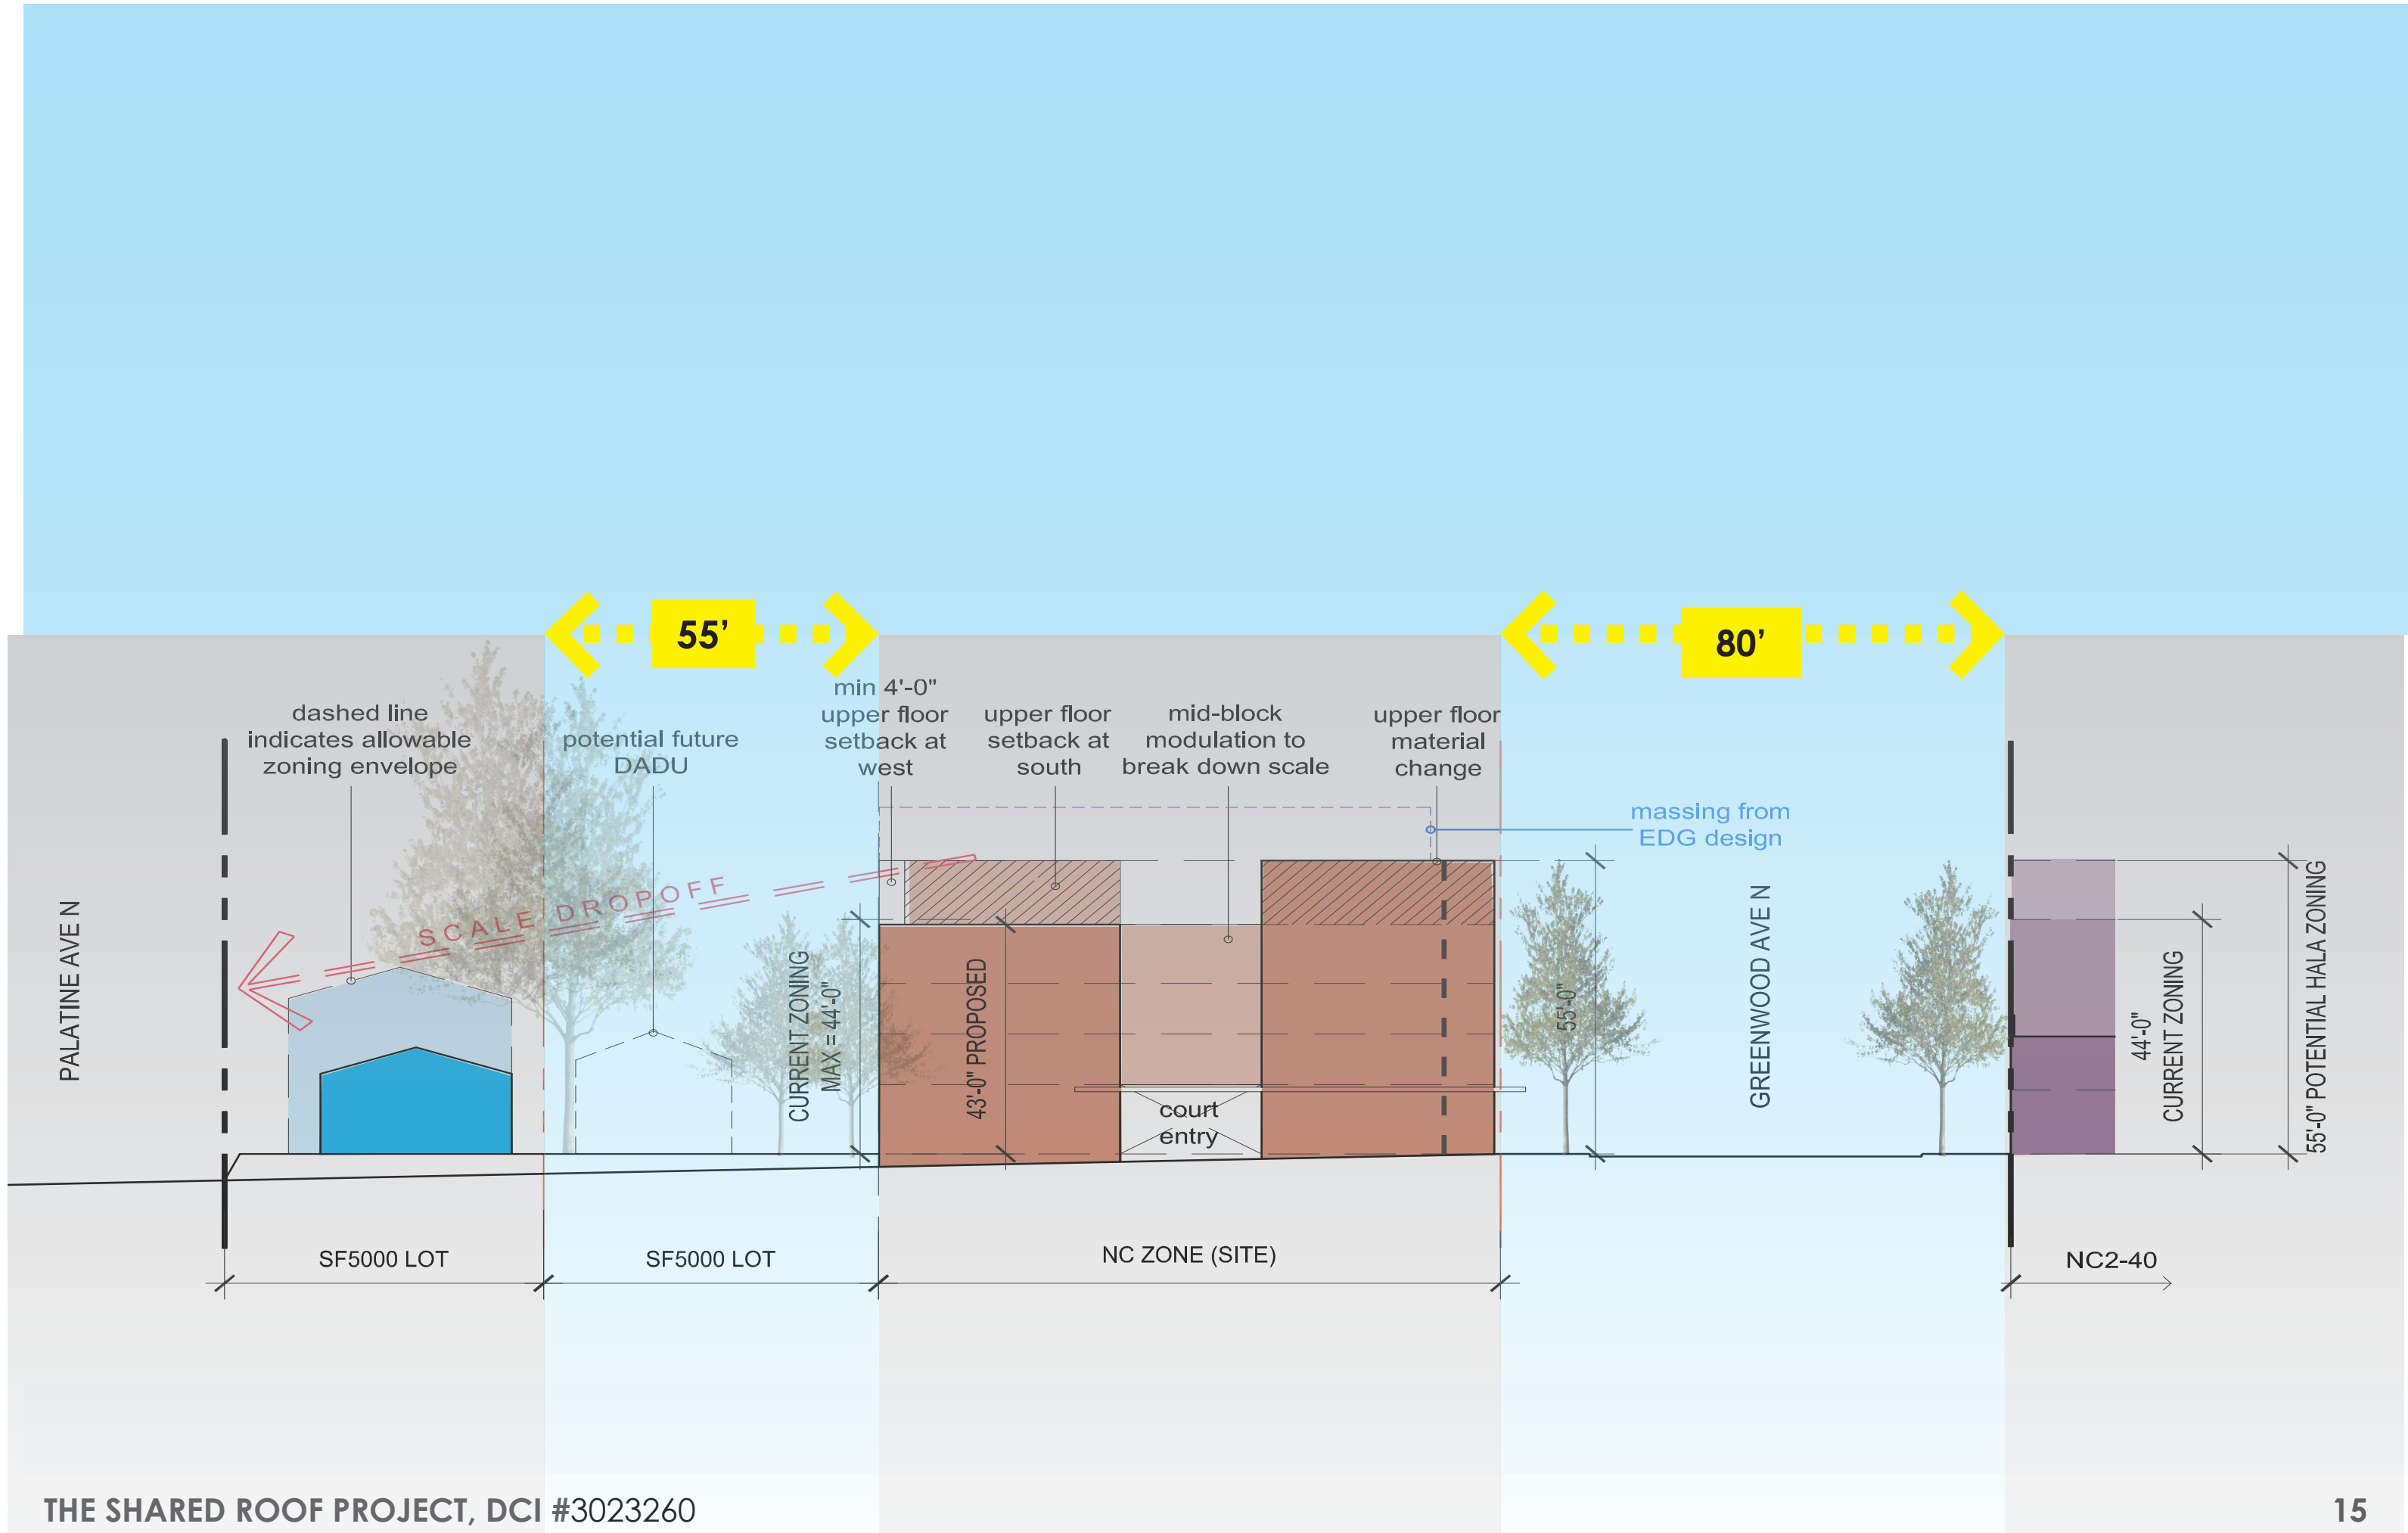 55’
80’
min 4'-0"
upper floor
setback at
west
dashed line
indicates allowable
zoning envelope
potential future
DADU
upper floor
setback at
south
mid-block
modulation to
break down scale
upper floor
material
change
massing from
EDG design
SCALE DROPOFF
PALATINE AVE N
CURRENT ZONING
MAX = 44'-0"
43'-0" PROPOSED
court
entry
55'-0"
GREENWOOD AVE N
44'-0"
CURRENT ZONING
55'-0" POTENTIAL HALA ZONING
SF5000 LOT
SF5000 LOT
NC ZONE (SITE)
NC2-40
THE SHARED ROOF PROJECT, DCI #3023260
15